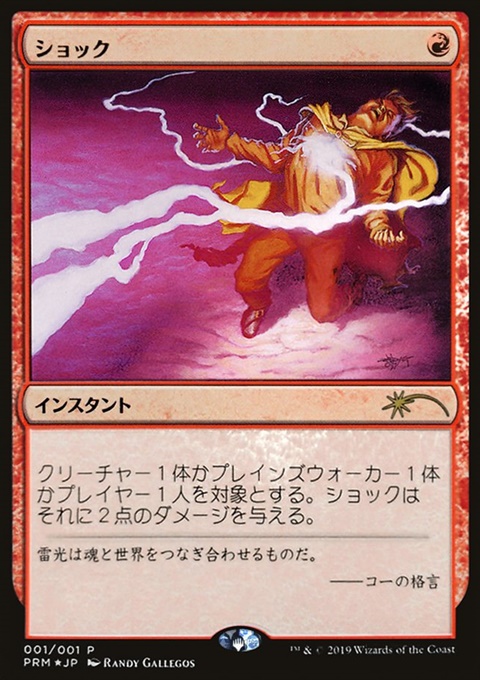 ショック
インスタント
クリーチャー１体かプレインズウォーカー１体
かプレイヤー１人を対象とする。ショックは
それに２点のダメージを与える。
雷光は魂と世界をつなぎ合わせるものだ。
――コーの格言
001/001 P
PRM★JP RANDY GALLEGOS
™ & © 2019 Wizards of the Coast